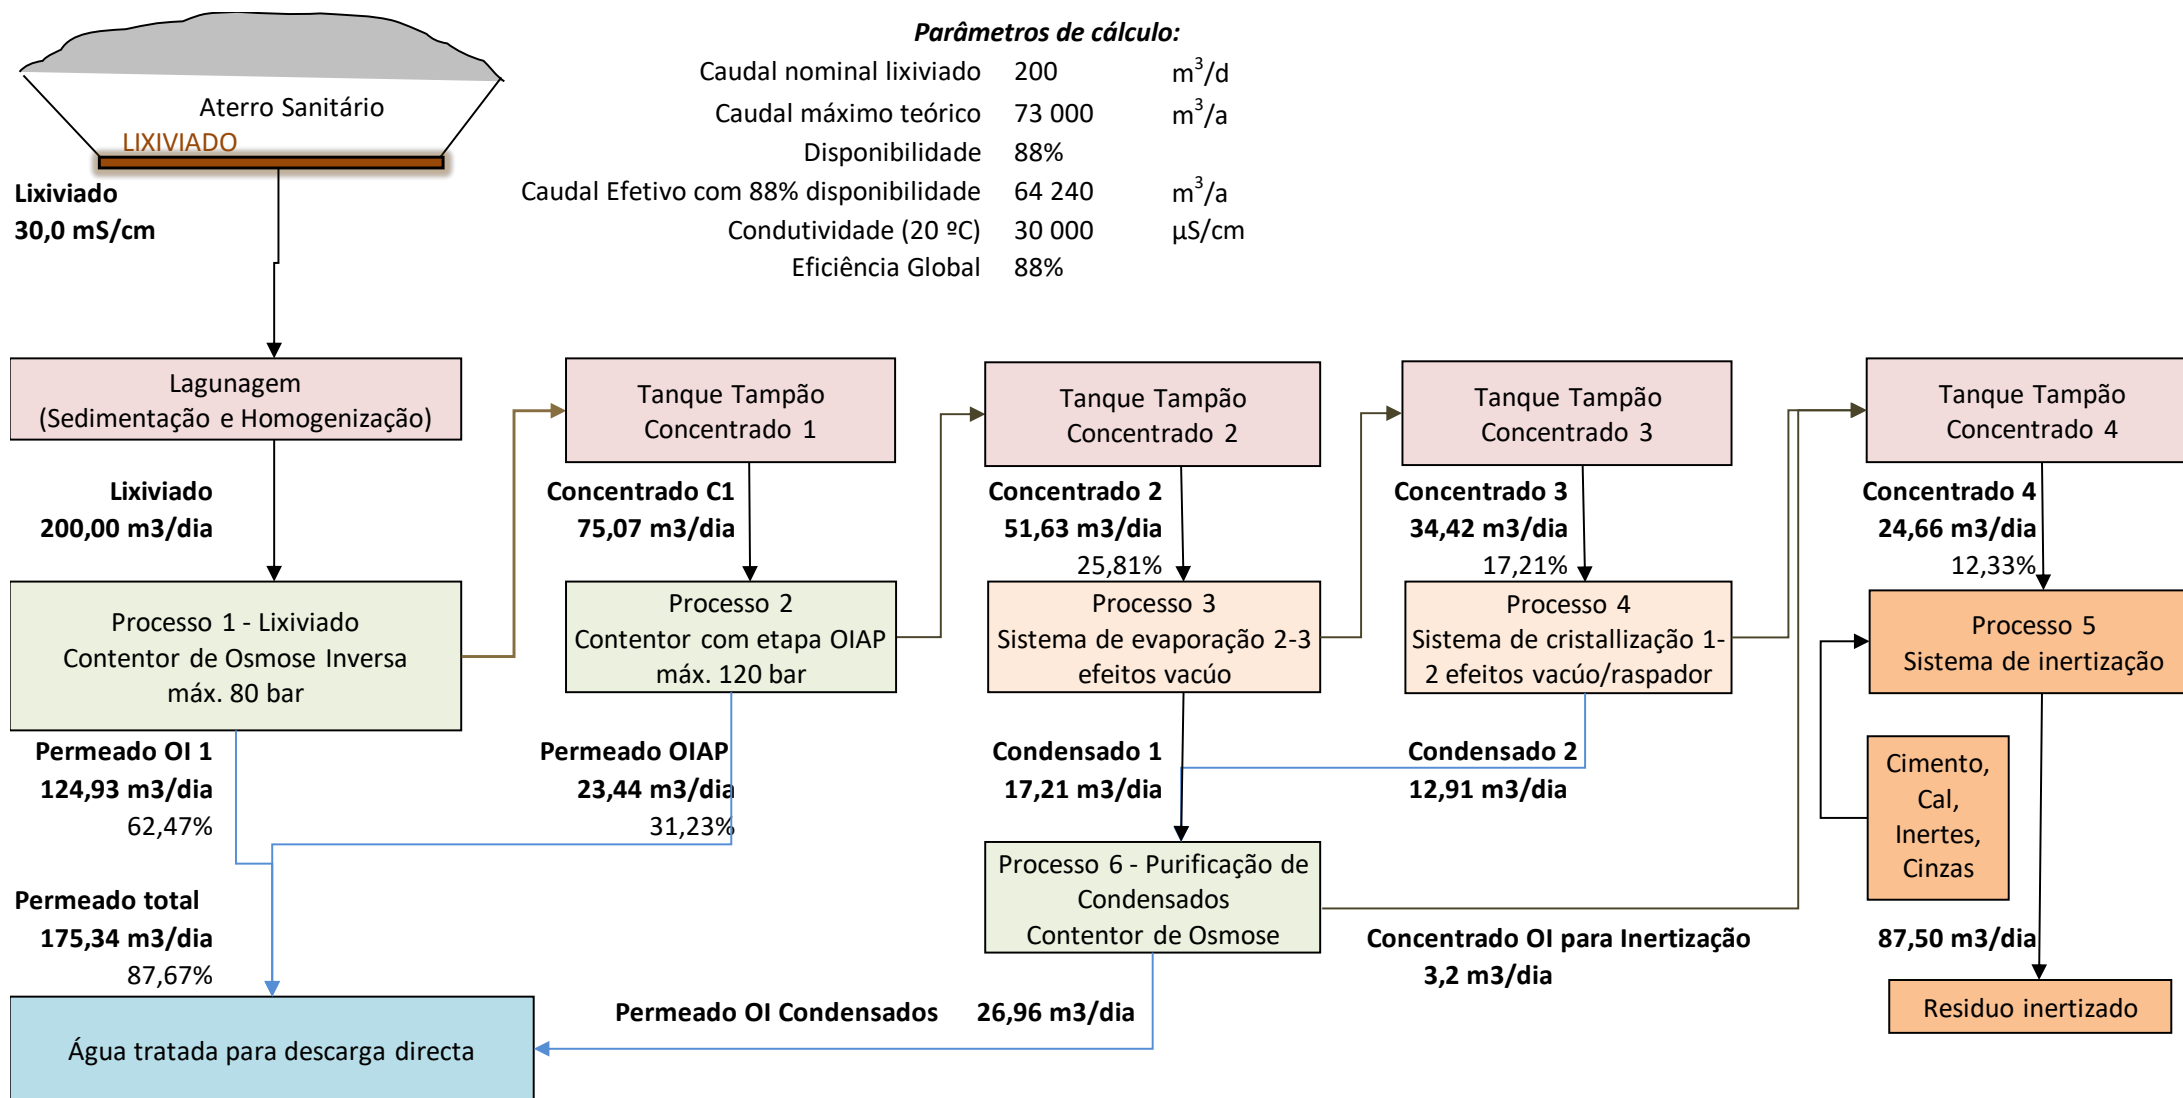 Parâmetros de cálculo:
Caudal nominal lixiviado 200 m³/d
Caudal máximo teórico 73 000 m³/a
Disponibilidade 88%
Caudal Efetivo com 88% disponibilidade 64 240 m³/a
Condutividade (20 ºC) 30 000 µS/cm
Eficiência Global 88%
Aterro Sanitário
LIXIVIADO
Lixiviado
30,0 mS/cm
Lagunagem
(Sedimentação e Homogenização)
Tanque Tampão
Concentrado 1
Tanque Tampão
Concentrado 2
Tanque Tampão
Concentrado 3
Tanque Tampão
Concentrado 4
Lixiviado
200,00 m3/dia
Concentrado C1
75,07 m3/dia
Concentrado 2
51,63 m3/dia
25,81%
Concentrado 3
34,42 m3/dia
17,21%
Concentrado 4
24,66 m3/dia
12,33%
Processo 1 - Lixiviado
Contentor de Osmose Inversa
máx. 80 bar
Processo 2
Contentor com etapa OIAP
máx. 120 bar
Processo 3
Sistema de evaporação 2-3
efeitos vacúo
Processo 4
Sistema de cristallização 1-
2 efeitos vacúo/raspador
Processo 5
Sistema de inertização
Permeado OI 1
124,93 m3/dia
62,47%
Permeado OIAP
23,44 m3/dia
31,23%
Condensado 1
17,21 m3/dia
Condensado 2
12,91 m3/dia
Cimento,
Cal,
Inertes,
Cinzas
Processo 6 - Purificação de
Condensados
Contentor de Osmose
Permeado total
175,34 m3/dia
87,67%
Concentrado OI para Inertização
3,2 m3/dia
87,50 m3/dia
Permeado OI Condensados 26,96 m3/dia
Residuo inertizado
Água tratada para descarga directa